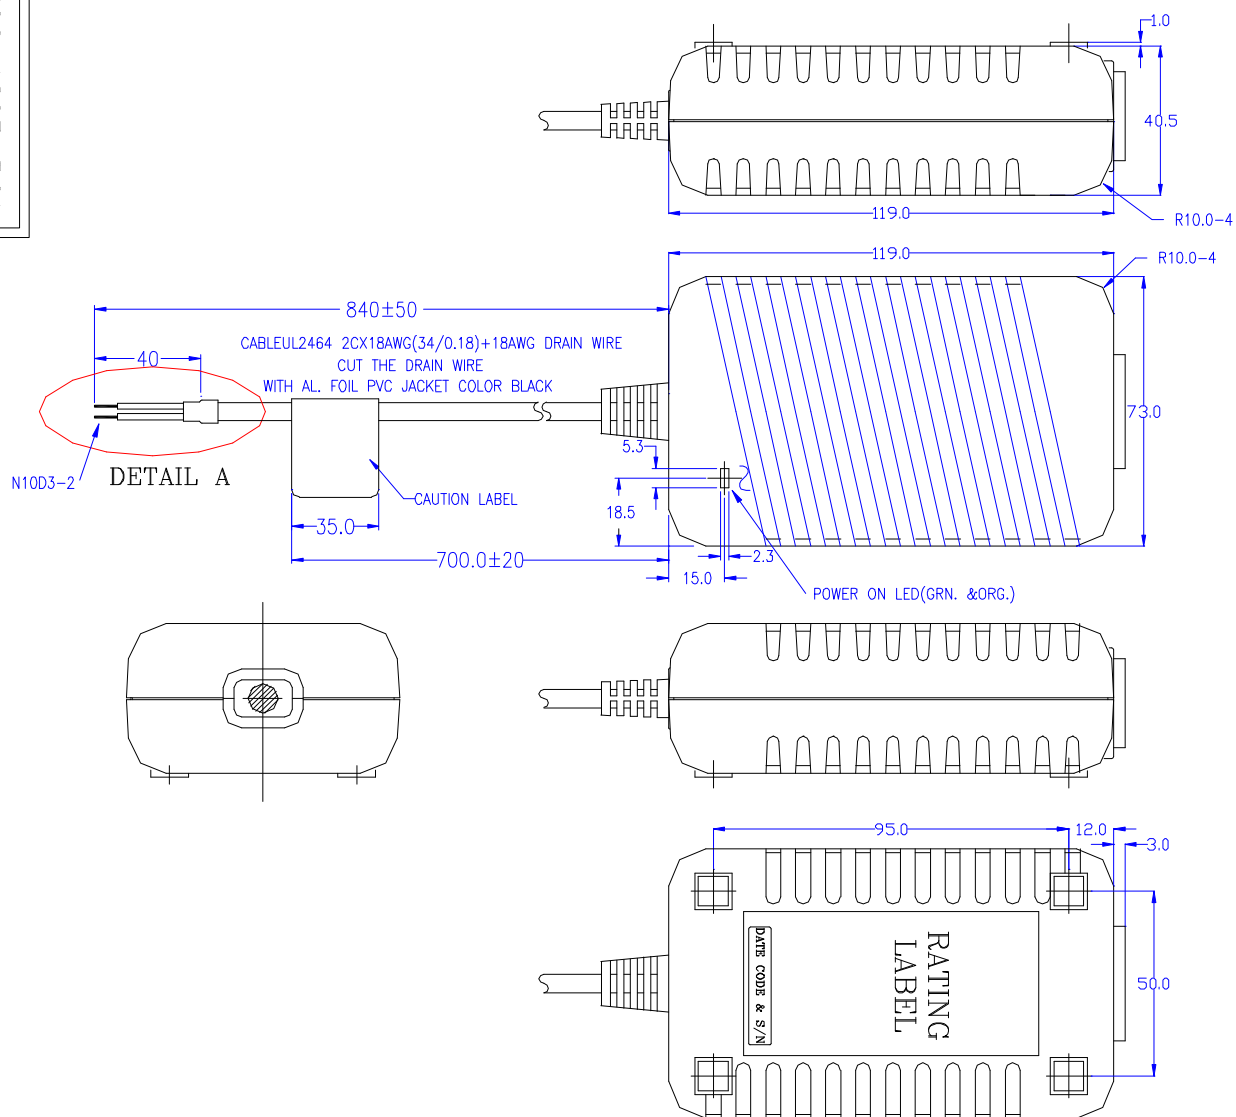 1.0
40.5
119.0
R10.0-4
119.0
R10.0-4
840±50
CABLEUL2464 2CX18AWG(34/0.18)+18AWG DRAIN WIRE
CUT THE DRAIN WIRE
WITH AL. FOIL PVC JACKET COLOR BLACK
40
73.0
5.3
N10D3-2
DETAIL A
CAUTION LABEL
18.5
35.0
700.0±20
2.3
15.0
POWER ON LED(GRN. &ORG.)
95.0
12.0
3.0
RATING
LABEL
DATE CODE & S/N
50.0